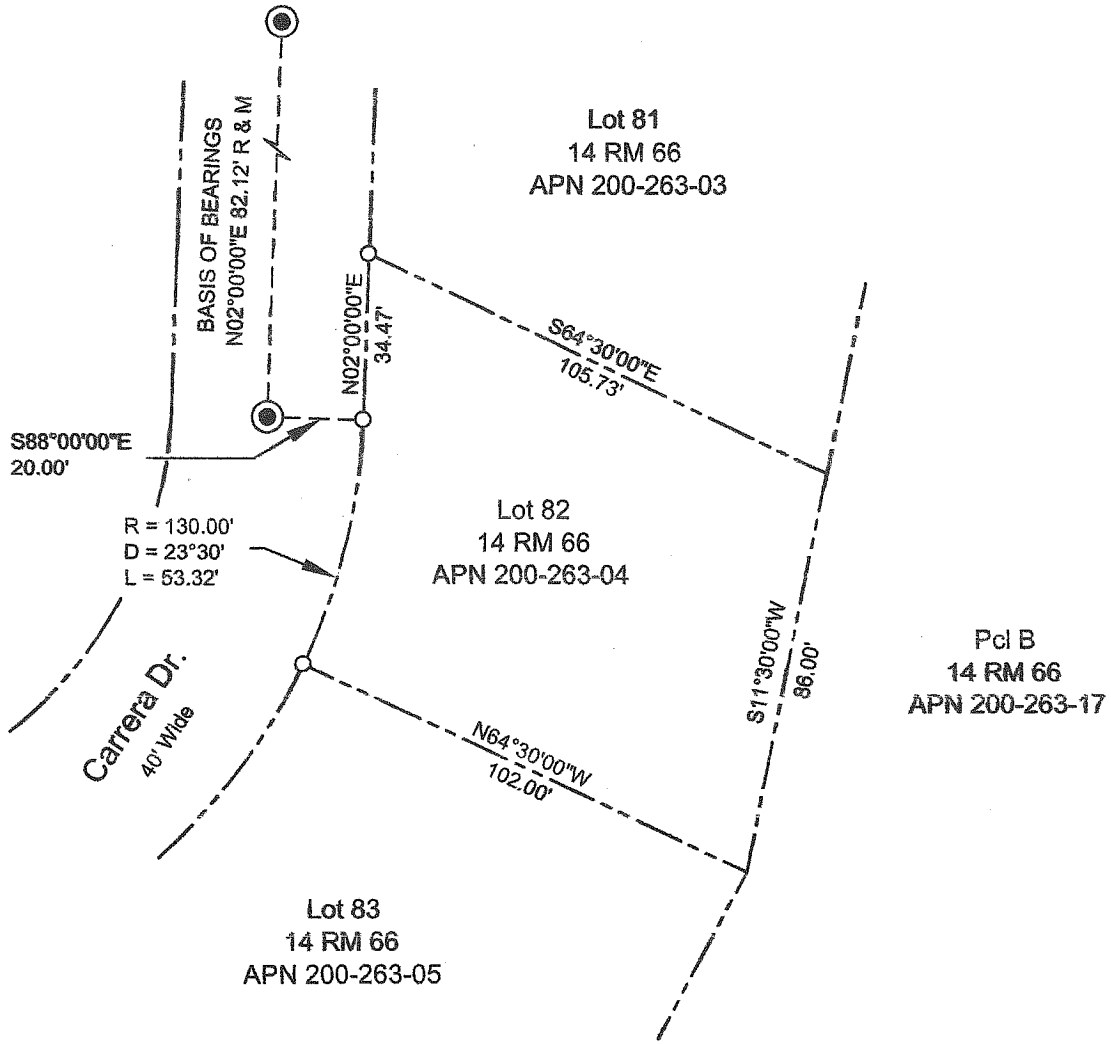 BASIS OF BEARINGS
N02°00'00"E 82.12' R & M
Lot 81
14 RM 66
APN 200-263-03
N02°00'00"E
34.47'
S64°30'00"E
105.73'
S88°00'00"E
20.00'
R = 130.00'
D = 23°30'
L = 53.32'
Lot 82
14 RM 66
APN 200-263-04
S11°30'00"W
86.00'
Pcl B
14 RM 66
APN 200-263-17
Carrera Dr.
40' Wide
N64°30'00"W
102.00'
Lot 83
14 RM 66
APN 200-263-05